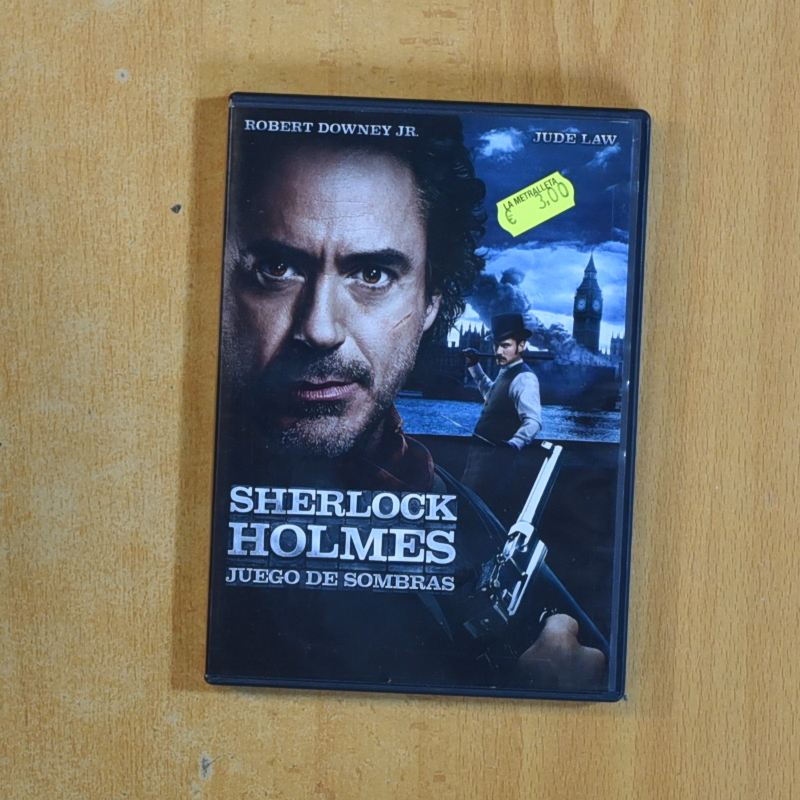 ROBERT DOWNEY JR.
JUDE LAW
LA METRALLETA
€ 3,00
SHERLOCK
HOLMES
JUEGO DE SOMBRAS